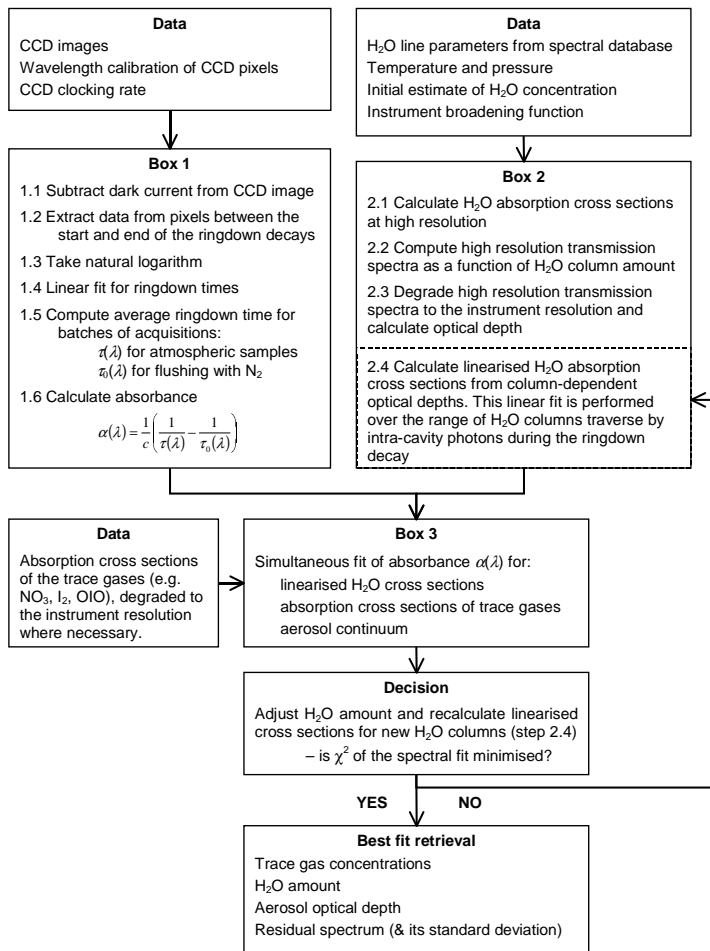 Data
CCD images
Wavelength calibration of CCD pixels
CCD clocking rate
Data
H₂O line parameters from spectral database
Temperature and pressure
Initial estimate of H₂O concentration
Instrument broadening function
Box 1
1.1 Subtract dark current from CCD image
1.2 Extract data from pixels between the
start and end of the ringdown decays
1.3 Take natural logarithm
1.4 Linear fit for ringdown times
1.5 Compute average ringdown time for
batches of acquisitions:
τ(λ) for atmospheric samples
τ₀(λ) for flushing with N₂
1.6 Calculate absorbance
α(λ) = 1/c (1/τ(λ) − 1/τ₀(λ))
Box 2
2.1 Calculate H₂O absorption cross sections
at high resolution
2.2 Compute high resolution transmission
spectra as a function of H₂O column amount
2.3 Degrade high resolution transmission
spectra to the instrument resolution and
calculate optical depth
2.4 Calculate linearised H₂O absorption
cross sections from column-dependent
optical depths. This linear fit is performed
over the range of H₂O columns traverse by
intra-cavity photons during the ringdown
decay
Data
Absorption cross sections
of the trace gases (e.g.
NO₃, I₂, OIO), degraded to
the instrument resolution
where necessary.
Box 3
Simultaneous fit of absorbance α(λ) for:
linearised H₂O cross sections
absorption cross sections of trace gases
aerosol continuum
Decision
Adjust H₂O amount and recalculate linearised
cross sections for new H₂O columns (step 2.4)
– is χ² of the spectral fit minimised?
YES NO
Best fit retrieval
Trace gas concentrations
H₂O amount
Aerosol optical depth
Residual spectrum (& its standard deviation)